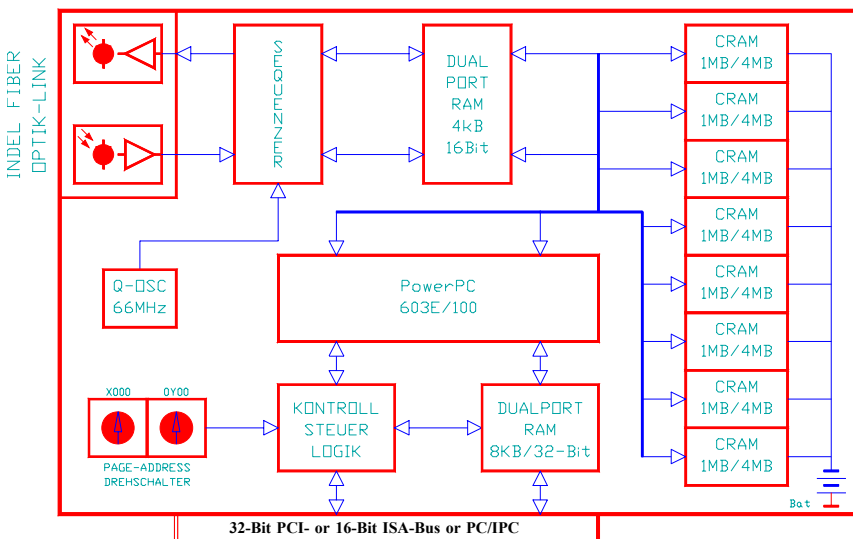 INDEL FIBER
OPTIK-LINK
SEQUENZER
DUAL
PORT
RAM
4kB
16Bit
CRAM
1MB/4MB
CRAM
1MB/4MB
CRAM
1MB/4MB
CRAM
1MB/4MB
CRAM
1MB/4MB
CRAM
1MB/4MB
CRAM
1MB/4MB
CRAM
1MB/4MB
Q-OSC
66MHz
PowerPC
603E/100
X000
0Y00
PAGE-ADDRESS
DREHSCHALTER
KONTROLL
STEUER
LOGIK
DUALPORT
RAM
8KB/32-Bit
Bat
32-Bit PCI- or 16-Bit ISA-Bus or PC/IPC